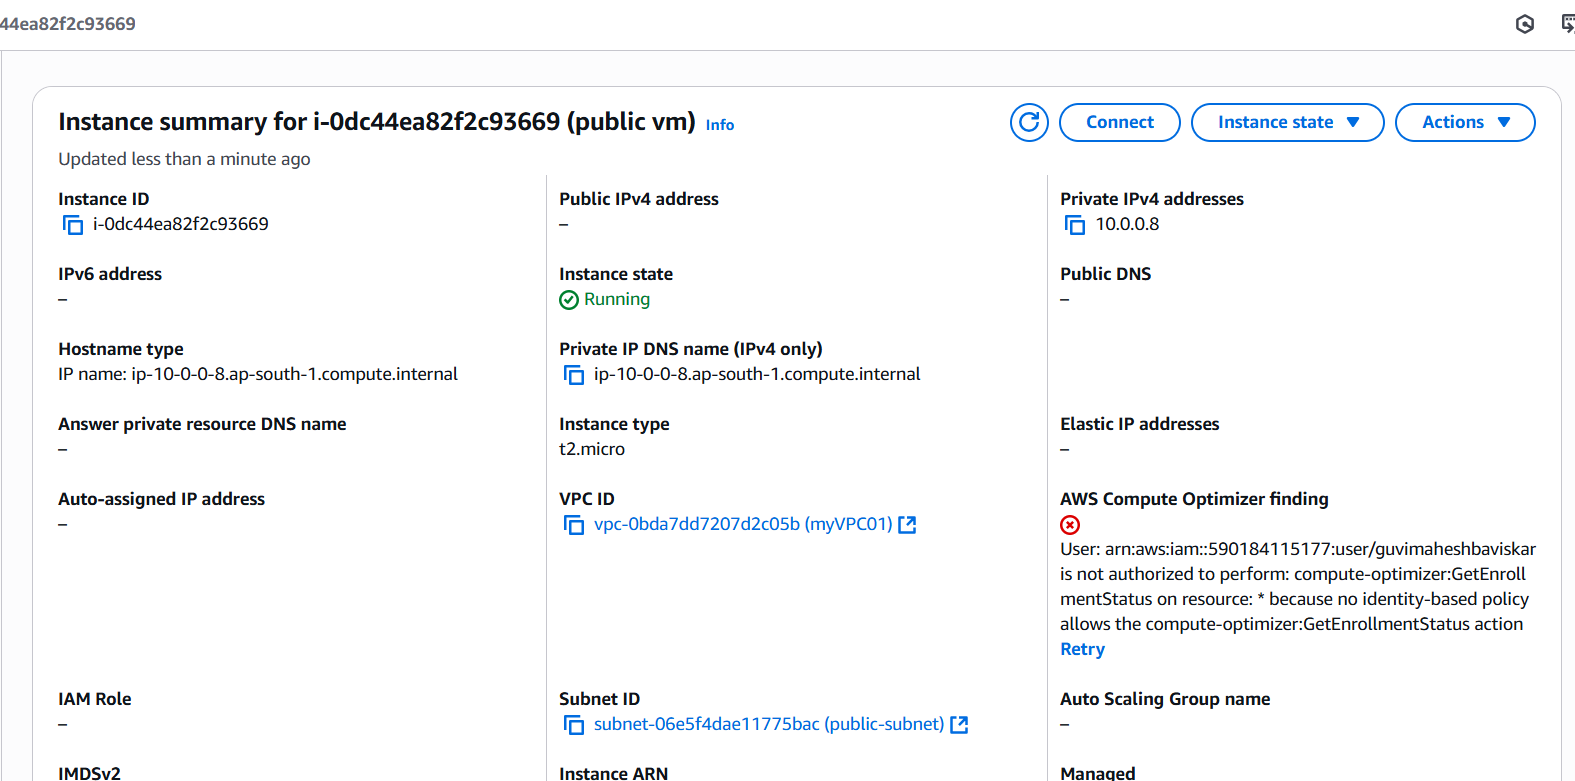 44ea82f2c93669
Instance summary for i-0dc44ea82f2c93669 (public vm) Info
Connect
Instance state
Actions
Updated less than a minute ago
Instance ID
i-0dc44ea82f2c93669
Public IPv4 address
–
Private IPv4 addresses
10.0.0.8
IPv6 address
–
Instance state
Running
Public DNS
–
Hostname type
IP name: ip-10-0-0-8.ap-south-1.compute.internal
Private IP DNS name (IPv4 only)
ip-10-0-0-8.ap-south-1.compute.internal
Answer private resource DNS name
–
Instance type
t2.micro
Elastic IP addresses
–
Auto-assigned IP address
–
VPC ID
vpc-0bda7dd7207d2c05b (myVPC01)
AWS Compute Optimizer finding
User: arn:aws:iam::590184115177:user/guvimaheshbaviskar
is not authorized to perform: compute-optimizer:GetEnroll
mentStatus on resource: * because no identity-based policy
allows the compute-optimizer:GetEnrollmentStatus action
Retry
IAM Role
–
Subnet ID
subnet-06e5f4dae11775bac (public-subnet)
Auto Scaling Group name
–
IMDSv2
Instance ARN
Managed